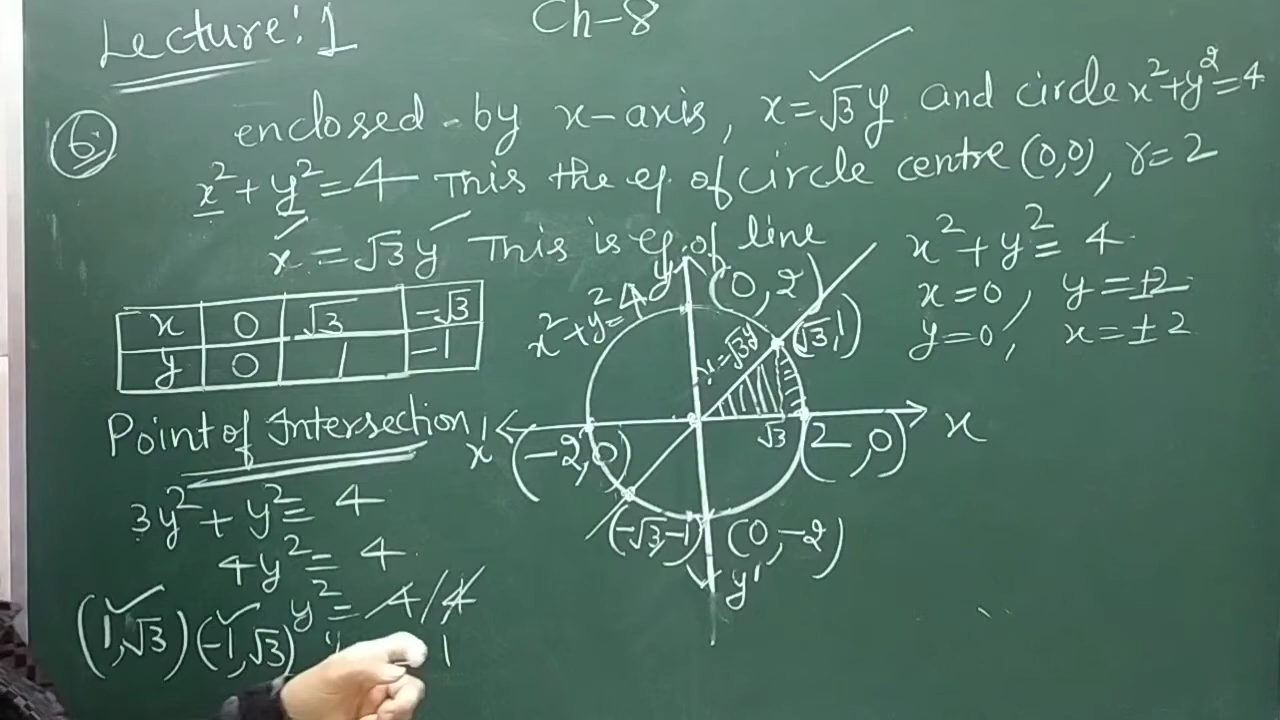 Lecture: 1
Ch-8
6 enclosed by x-axis, x = √3y and circle x² + y² = 4
x² + y² = 4 This the eq. of circle centre (0,0), r = 2
x = √3y This is eq. of line
x 0 √3 -√3
y 0 1 -1
Point of Intersection
3y² + y² = 4
4y² = 4
y² = 4/4
(1,√3) (-1,√3)
1
x² + y² = 4
y
(0,2)
x = √3y
(√3,1)
x'
(-2,0)
√3
(2,0)
x
(-√3,-1)
(0,-2)
y'
x² + y² = 4
x = 0, y = ±2
y = 0, x = ±2